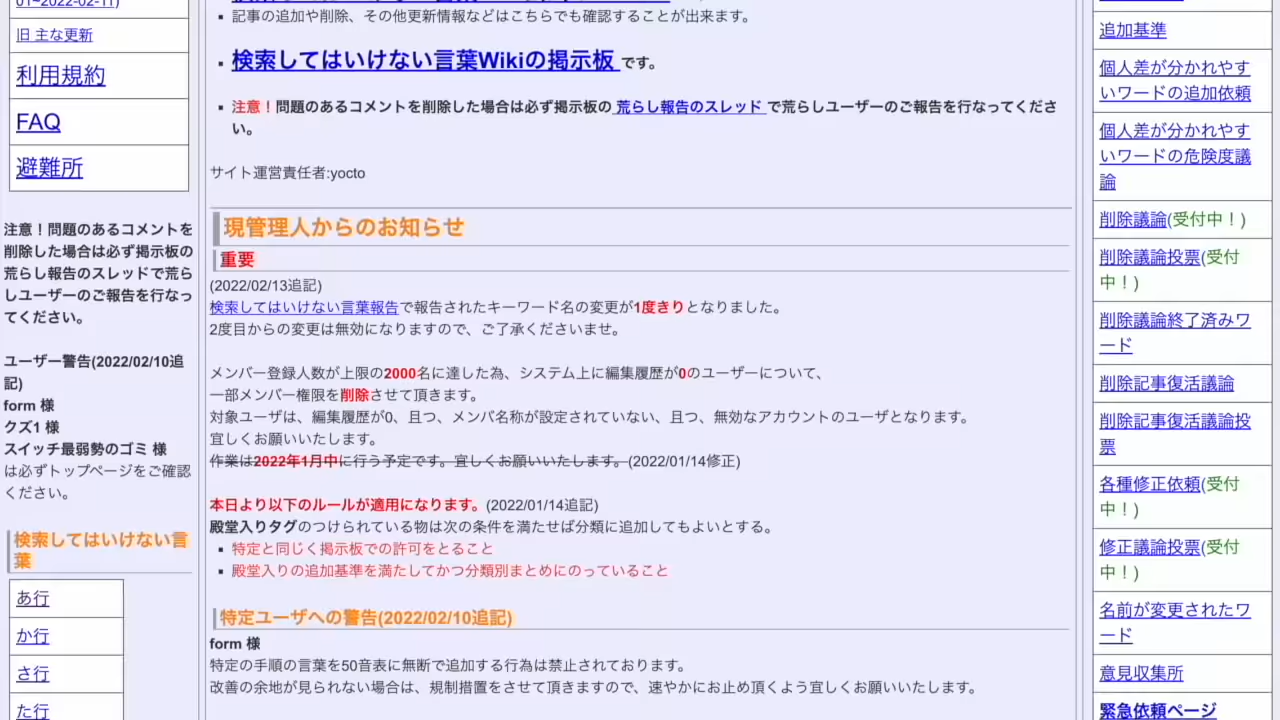 01~2022-02-11)
旧 主な更新
利用規約
FAQ
避難所
注意！問題のあるコメントを
削除した場合は必ず掲示板の
荒らし報告のスレッドで荒ら
しユーザーのご報告を行なっ
てください。
ユーザー警告(2022/02/10追
記)
form 様
クズ1 様
スイッチ最弱勢のゴミ 様
は必ずトップページをご確認
ください。
検索してはいけない言
葉
あ行
か行
さ行
た行
記事の追加や削除、その他更新情報などはこちらでも確認することが出来ます。
検索してはいけない言葉Wikiの掲示板 です。
注意！問題のあるコメントを削除した場合は必ず掲示板の 荒らし報告のスレッド で荒らしユーザーのご報告を行なってくださ
い。
サイト運営責任者:yocto
現管理人からのお知らせ
重要
(2022/02/13追記)
検索してはいけない言葉報告で報告されたキーワード名の変更が1度きりとなりました。
2度目からの変更は無効になりますので、ご了承くださいませ。
メンバー登録人数が上限の2000名に達した為、システム上に編集履歴が0のユーザーについて、
一部メンバー権限を削除させて頂きます。
対象ユーザは、編集履歴が0、且つ、メンバ名称が設定されていない、且つ、無効なアカウントのユーザとなります。
宜しくお願いいたします。
作業は2022年1月中に行う予定です。宜しくお願いいたします。(2022/01/14修正)
本日より以下のルールが適用になります。(2022/01/14追記)
殿堂入りタグのつけられている物は次の条件を満たせば分類に追加してもよいとする。
特定と同じく掲示板での許可をとること
殿堂入りの追加基準を満たしてかつ分類別まとめにのっていること
特定ユーザへの警告(2022/02/10追記)
form 様
特定の手順の言葉を50音表に無断で追加する行為は禁止されております。
改善の余地が見られない場合は、規制措置をさせて頂きますので、速やかにお止め頂くよう宜しくお願いいたします。
追加基準
個人差が分かれやす
いワードの追加依頼
個人差が分かれやす
いワードの危険度議
論
削除議論(受付中！)
削除議論投票(受付
中！)
削除議論終了済みワ
ード
削除記事復活議論
削除記事復活議論投
票
各種修正依頼(受付
中！)
修正議論投票(受付
中！)
名前が変更されたワ
ード
意見収集所
緊急依頼ページ